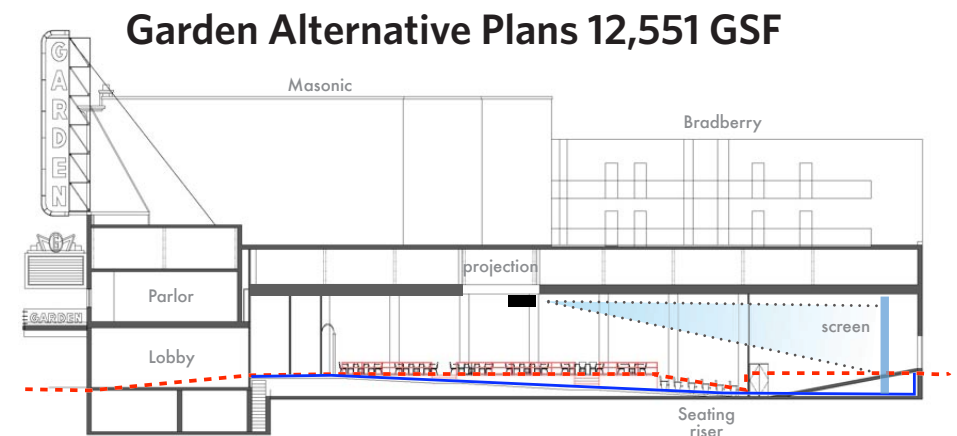 Garden Alternative Plans 12,551 GSF
GARDEN
Masonic
Bradberry
G
projection
Parlor
GARDEN
screen
Lobby
Seating
riser